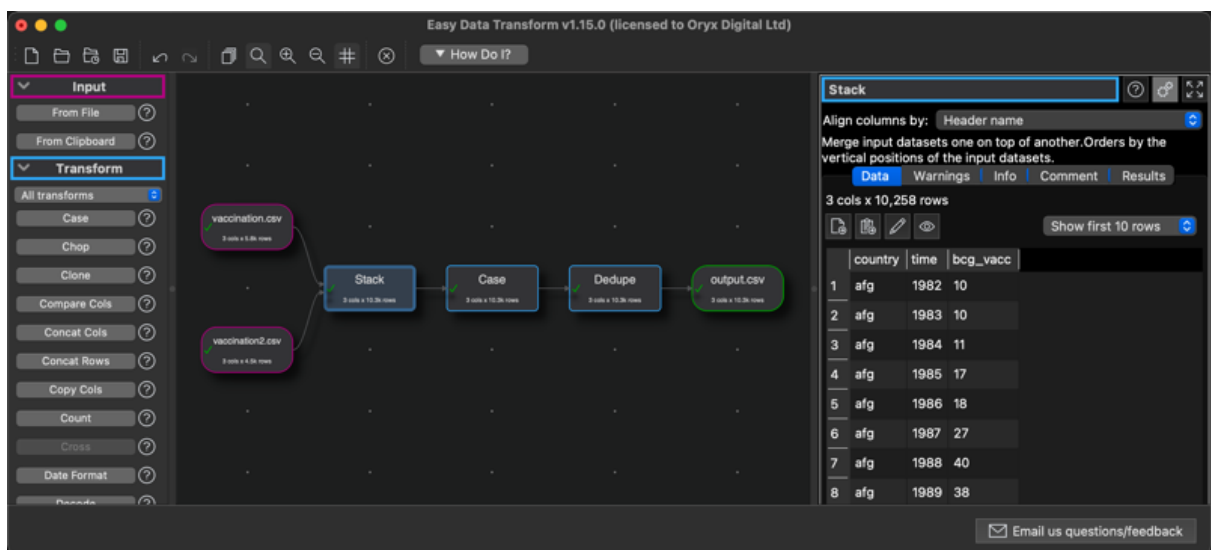 Easy Data Transform v1.15.0 (licensed to Oryx Digital Ltd)
How Do I?
Input
From File
From Clipboard
Transform
All transforms
Case
Chop
Clone
Compare Cols
Concat Cols
Concat Rows
Copy Cols
Count
Cross
Date Format
Decode
vaccination.csv
3 cols x 5.8k rows
vaccination2.csv
3 cols x 4.5k rows
Stack
3 cols x 10.3k rows
Case
3 cols x 10.3k rows
Dedupe
3 cols x 10.3k rows
output.csv
3 cols x 10.3k rows
Stack
Align columns by: Header name
Merge input datasets one on top of another.Orders by the
vertical positions of the input datasets.
Data Warnings Info Comment Results
3 cols x 10,258 rows
Show first 10 rows
country time bcg_vacc
1 afg 1982 10
2 afg 1983 10
3 afg 1984 11
4 afg 1985 17
5 afg 1986 18
6 afg 1987 27
7 afg 1988 40
8 afg 1989 38
Email us questions/feedback